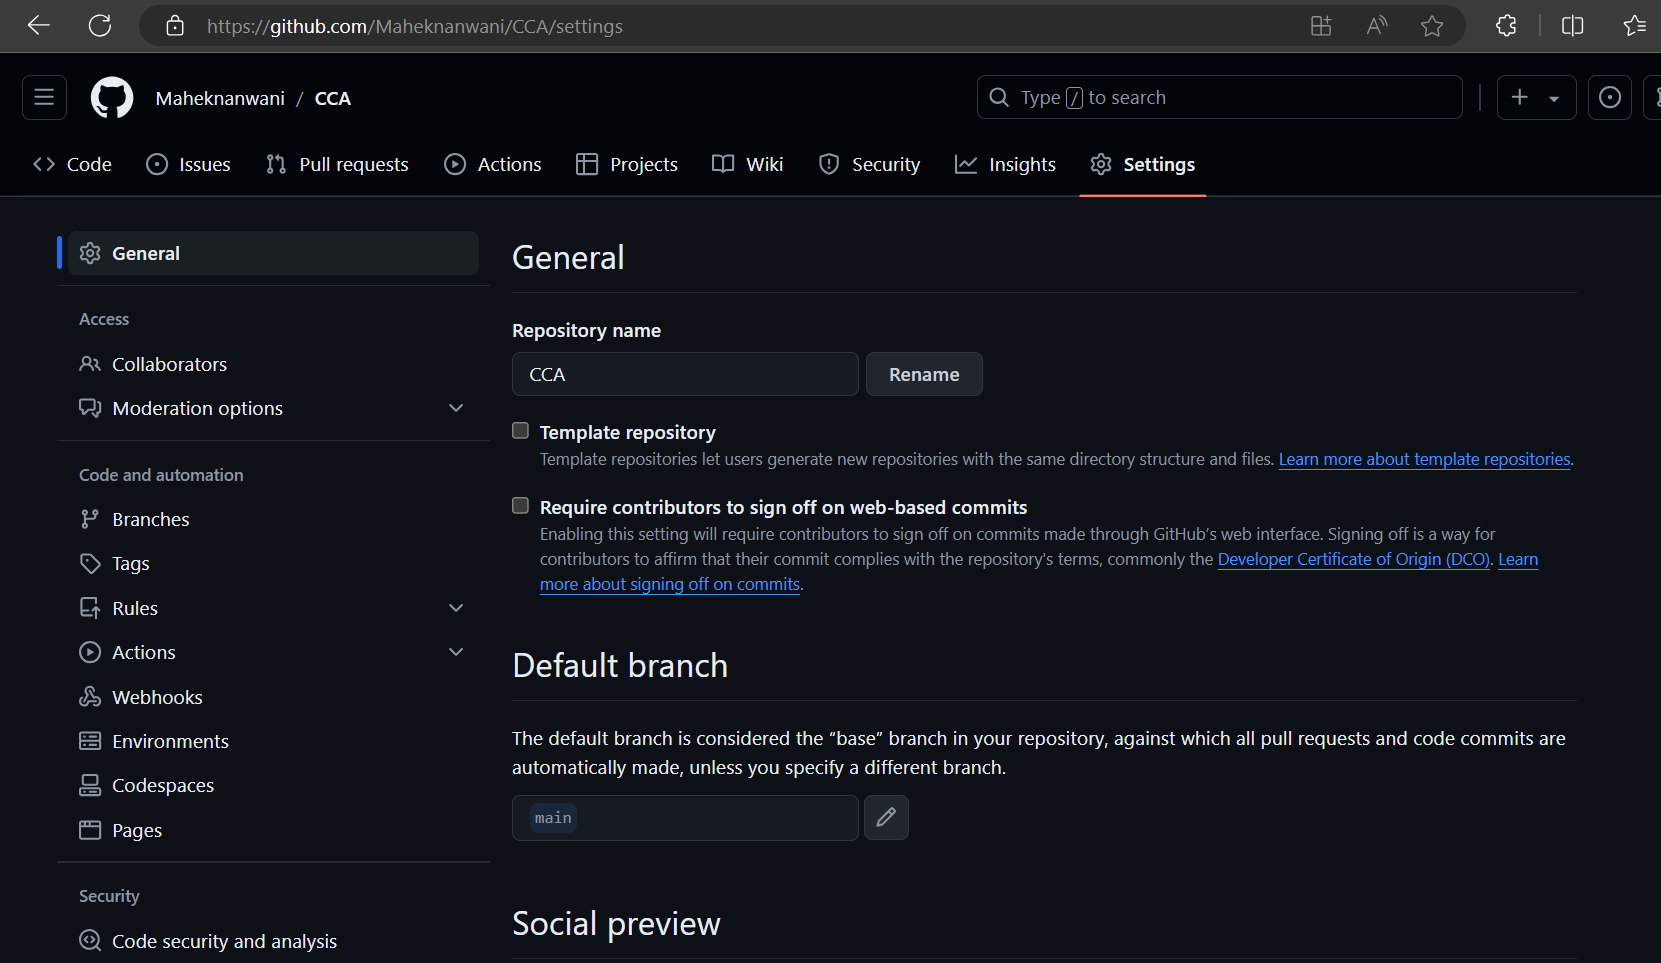 https://github.com/Maheknanwani/CCA/settings
Maheknanwani / CCA
Type / to search
Code Issues Pull requests Actions Projects Wiki Security Insights Settings
General
Access
Collaborators
Moderation options
Code and automation
Branches
Tags
Rules
Actions
Webhooks
Environments
Codespaces
Pages
Security
Code security and analysis
General
Repository name
CCA Rename
Template repository
Template repositories let users generate new repositories with the same directory structure and files. Learn more about template repositories.
Require contributors to sign off on web-based commits
Enabling this setting will require contributors to sign off on commits made through GitHub’s web interface. Signing off is a way for
contributors to affirm that their commit complies with the repository's terms, commonly the Developer Certificate of Origin (DCO). Learn
more about signing off on commits.
Default branch
The default branch is considered the “base” branch in your repository, against which all pull requests and code commits are
automatically made, unless you specify a different branch.
main
Social preview